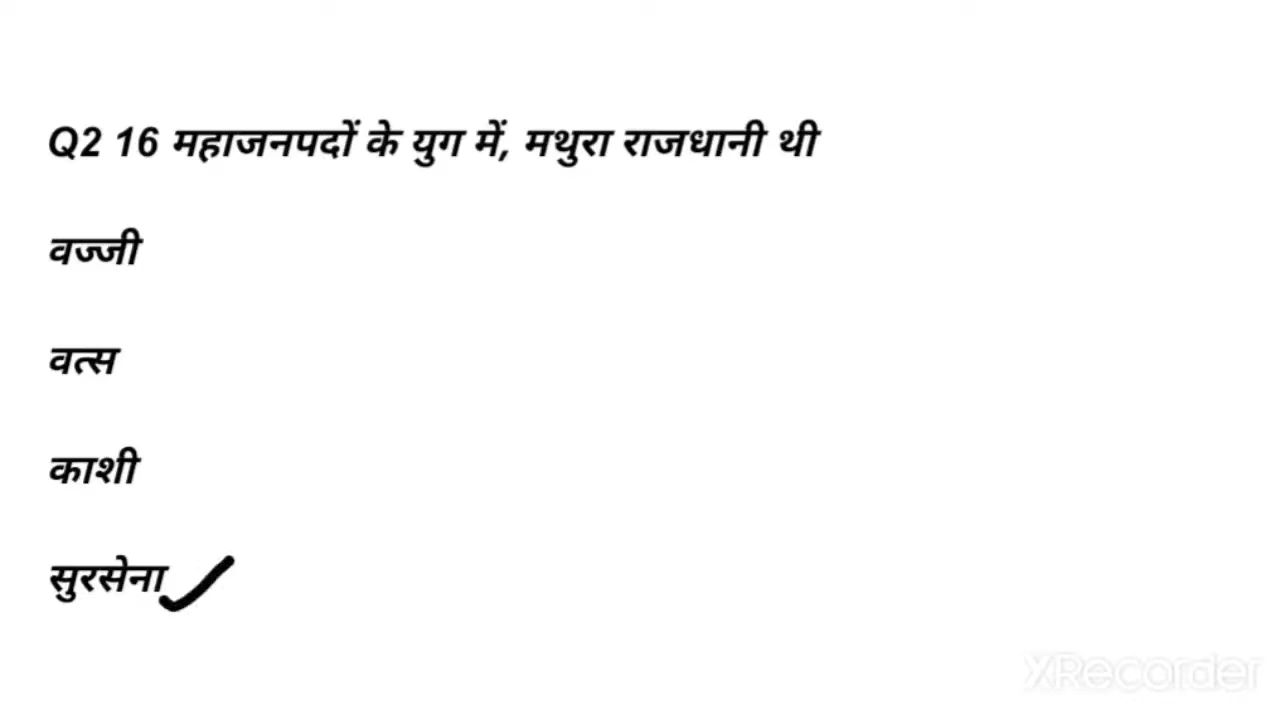 Q2 16 महाजनपदों के युग में, मथुरा राजधानी थी
वज्जी
वत्स
काशी
सुरसेना
XRecorder